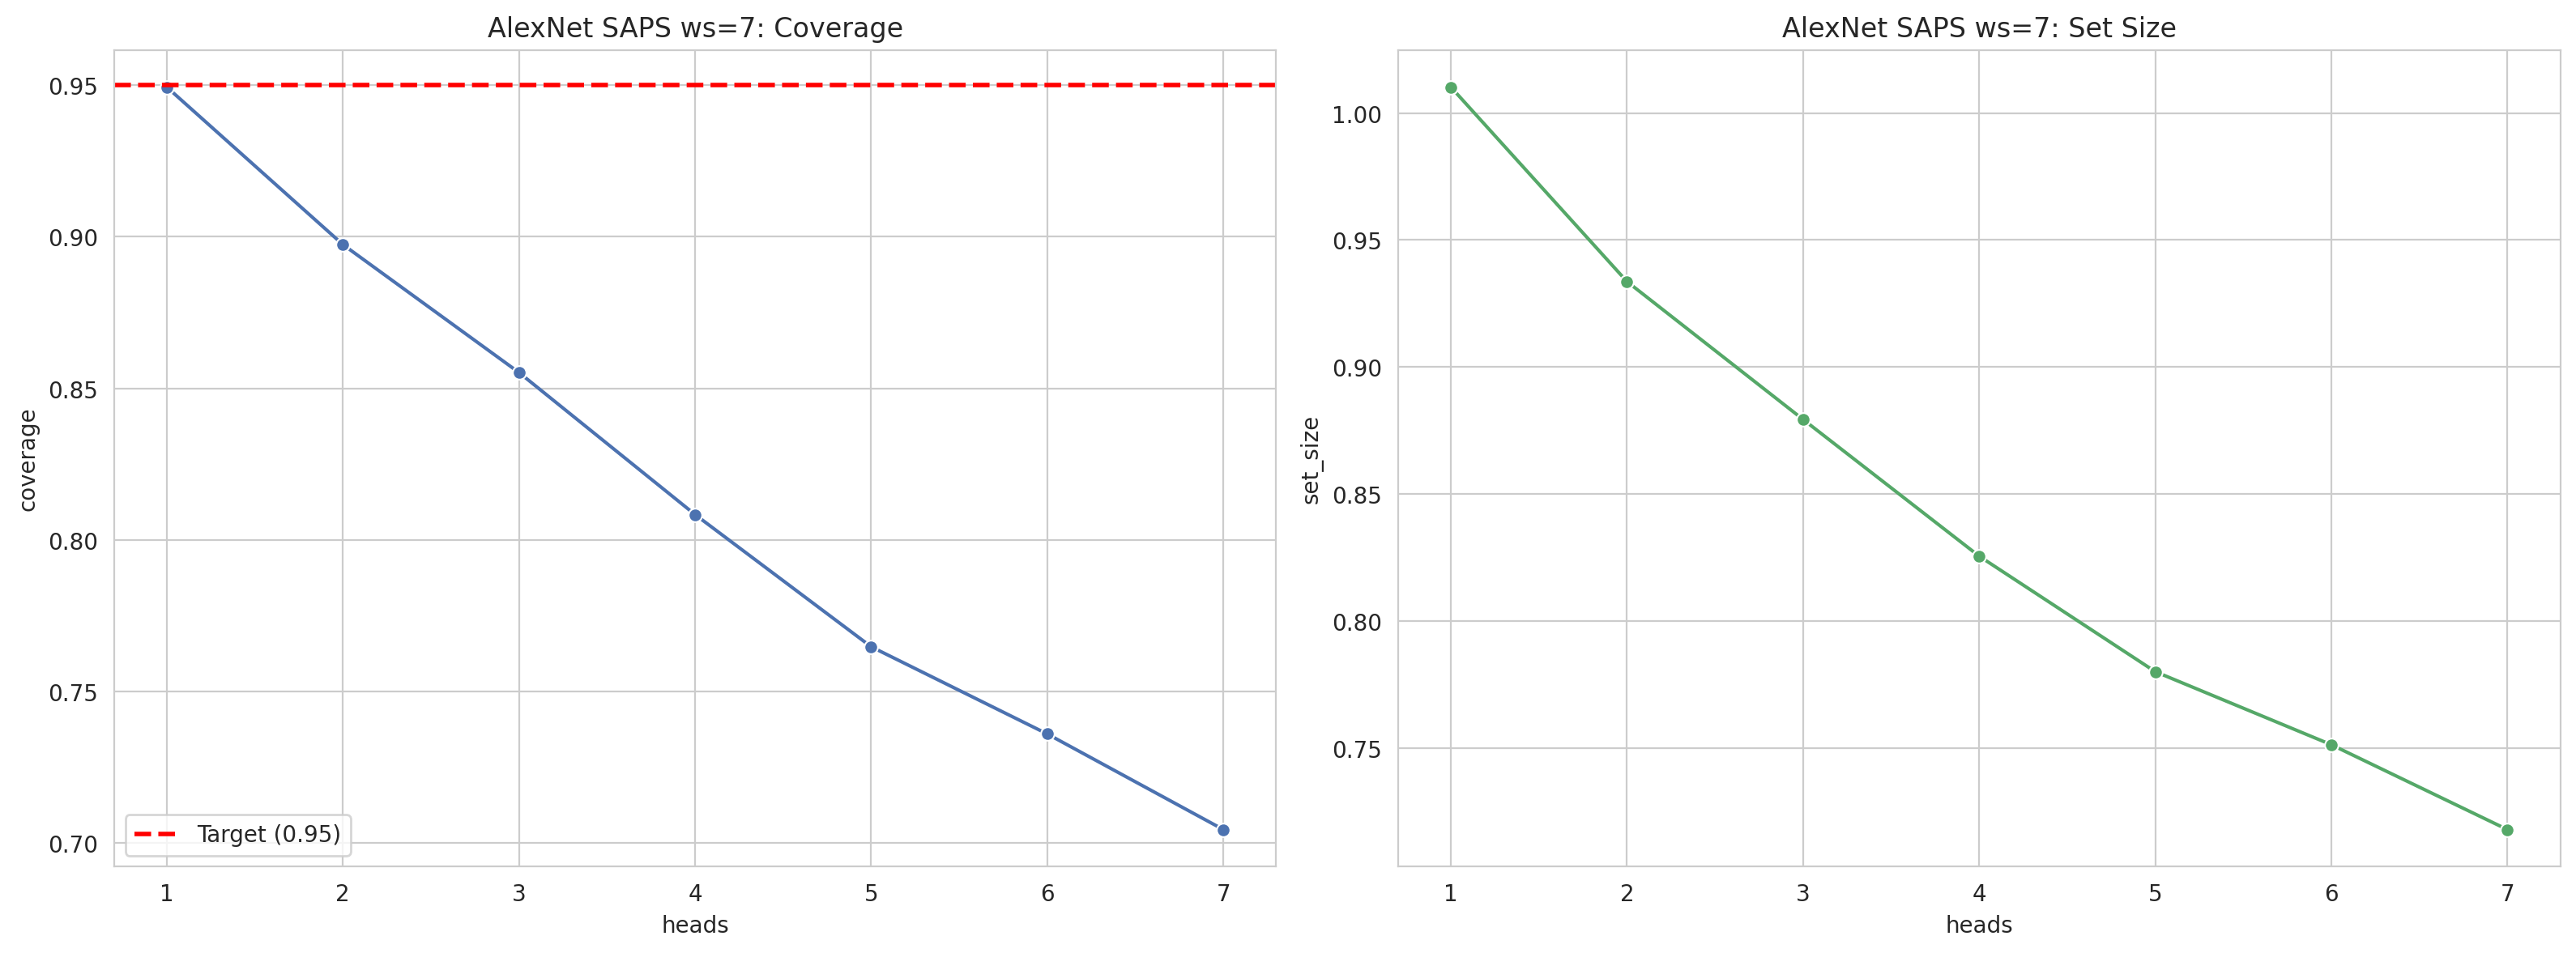 AlexNet SAPS ws=7: Coverage
0.95
0.90
0.85
0.80
0.75
0.70
coverage
Target (0.95)
1 2 3 4 5 6 7
heads
AlexNet SAPS ws=7: Set Size
1.00
0.95
0.90
0.85
0.80
0.75
set_size
1 2 3 4 5 6 7
heads